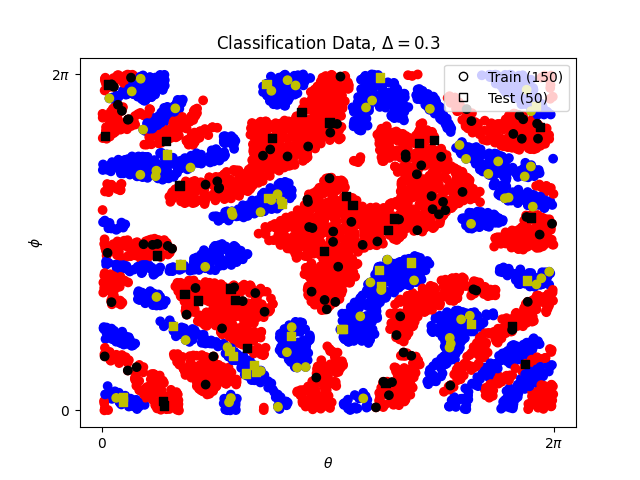 Classification Data, Δ = 0.3
2π
ϕ
0
Train (150)
Test (50)
0
2π
θ